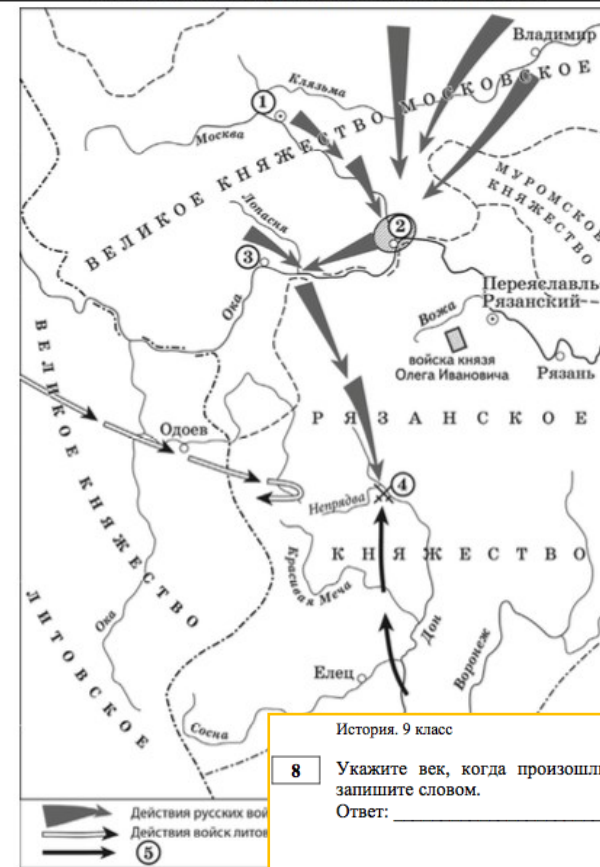 Владимир
Клязьма
1
Москва
ВЕЛИКОЕ КНЯЖЕСТВО МОСКОВСКОЕ
МУРОМСКОЕ
КНЯЖЕСТВО
Лопасня
2
3
Ока
Переяславль-
Рязанский
Вожа
войска князя
Олега Ивановича
Рязань
ВЕЛИКОЕ КНЯЖЕСТВО
ЛИТОВСКОЕ
Одоев
РЯЗАНСКОЕ
КНЯЖЕСТВО
4
Непрядва
Красивая Меча
Дон
Воронеж
Ока
Елец
Сосна
История. 9 класс
8
Укажите век, когда произошл
запишите словом.
Ответ: ____________________
Действия русских вой
Действия войск литов
5